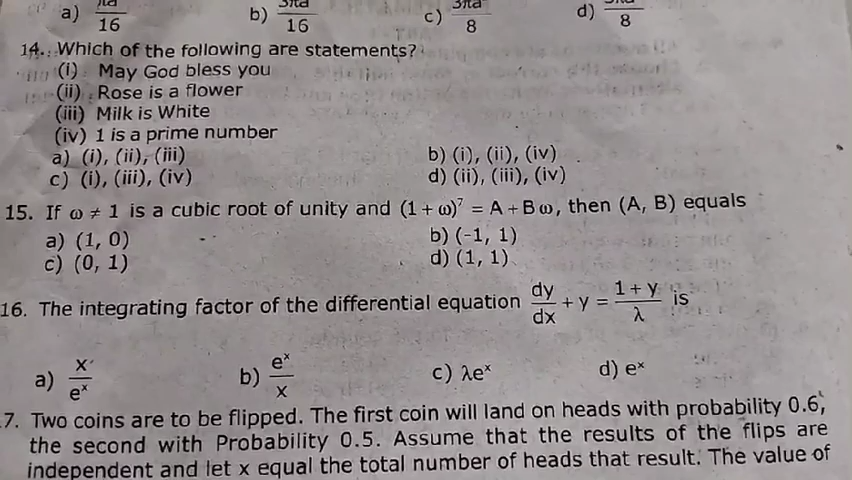 a) πa/16 b) 3πa/16 c) 3πa/8 d) 8
14. Which of the following are statements?
(i) May God bless you
(ii) Rose is a flower
(iii) Milk is White
(iv) 1 is a prime number
a) (i), (ii), (iii) b) (i), (ii), (iv)
c) (i), (iii), (iv) d) (ii), (iii), (iv)
15. If ω ≠ 1 is a cubic root of unity and (1 + ω)⁷ = A + B ω, then (A, B) equals
a) (1, 0) b) (-1, 1)
c) (0, 1) d) (1, 1)
16. The integrating factor of the differential equation dy/dx + y = (1 + y)/λ is
a) x/eˣ b) eˣ/x c) λeˣ d) eˣ
7. Two coins are to be flipped. The first coin will land on heads with probability 0.6,
the second with Probability 0.5. Assume that the results of the flips are
independent and let x equal the total number of heads that result. The value of